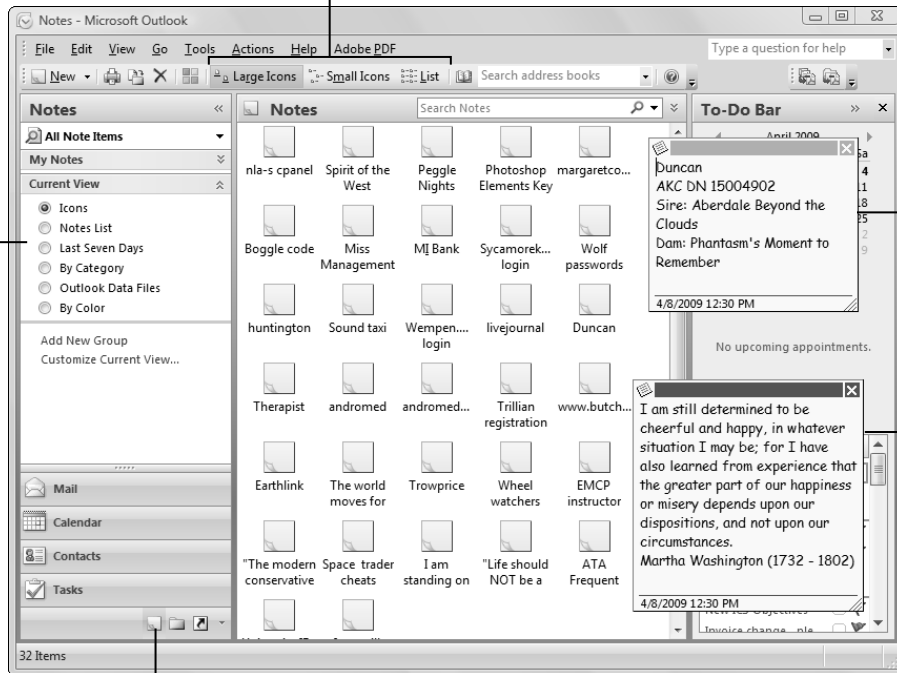 Notes - Microsoft Outlook
File Edit View Go Tools Actions Help Adobe PDF
Type a question for help
New Large Icons Small Icons List Search address books
Notes
All Note Items
My Notes
Current View
Icons
Notes List
Last Seven Days
By Category
Outlook Data Files
By Color
Add New Group
Customize Current View...
Mail
Calendar
Contacts
Tasks
32 Items
Notes Search Notes
nla-s cpanel Spirit of the Peggle Photoshop margaretco...
West Nights Elements Key
Boggle code Miss MI Bank Sycamorek... Wolf
Management login passwords
huntington Sound taxi Wempen.... livejournal Duncan
login
Therapist andromed andromed... Trillian www.butch...
registration
Earthlink The world Trowprice Wheel EMCP
moves for watchers instructor
"The modern Space trader I am "Life should ATA
conservative cheats standing on NOT be a Frequent
To-Do Bar
April 2009
Sa
4
11
18
25
2
9
No upcoming appointments.
Duncan
AKC DN 15004902
Sire: Aberdale Beyond the
Clouds
Dam: Phantasm's Moment to
Remember
4/8/2009 12:30 PM
I am still determined to be
cheerful and happy, in whatever
situation I may be; for I have
also learned from experience that
the greater part of our happiness
or misery depends upon our
dispositions, and not upon our
circumstances.
Martha Washington (1732 - 1802)
4/8/2009 12:30 PM
Invoice change